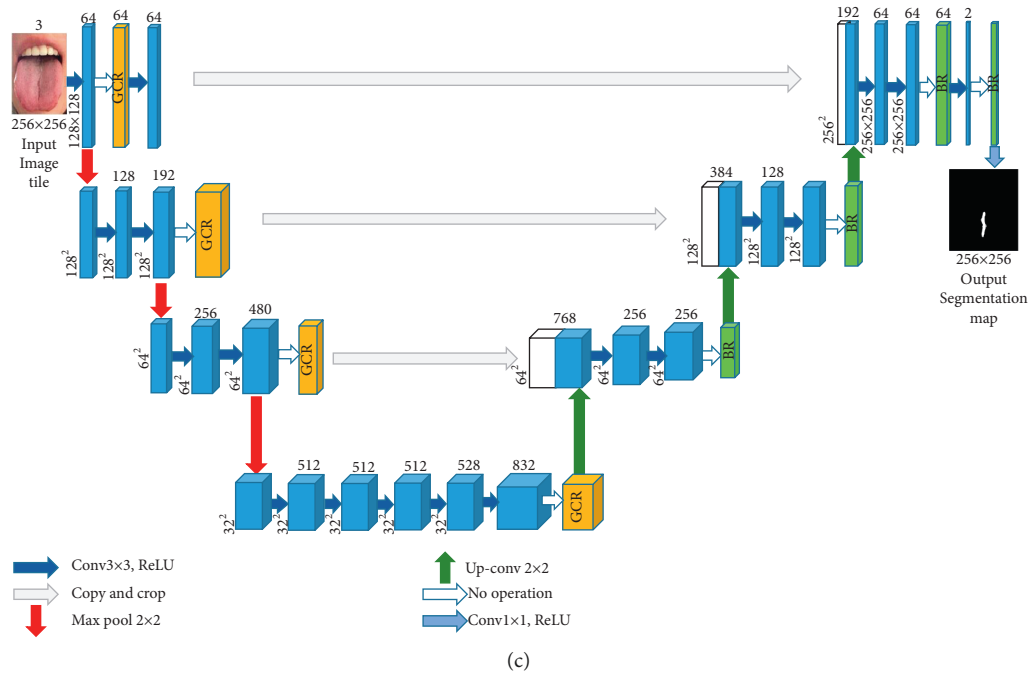 3
64
64
64
GCR
128×128
256×256
Input
Image
tile
192
64
64
64
2
BR
BR
256²
256×256
256×256
128
192
GCR
128²
128²
128²
384
128
BR
128²
128²
128²
256×256
Output
Segmentation
map
256
480
GCR
64²
64²
64²
768
256
256
BR
64²
64²
64²
512
512
512
528
832
GCR
32²
32²
32²
32²
32²
Conv3×3, ReLU
Copy and crop
Max pool 2×2
Up-conv 2×2
No operation
Conv1×1, ReLU
(c)